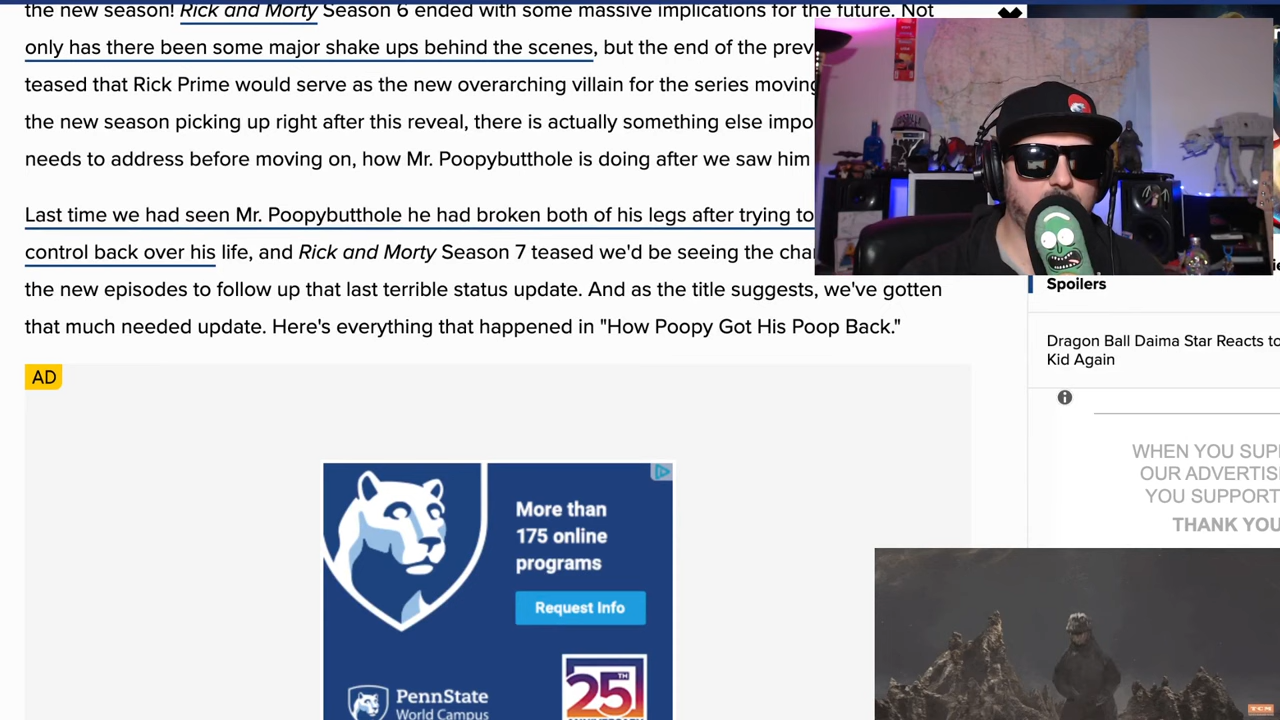 the new season! Rick and Morty Season 6 ended with some massive implications for the future. Not
only has there been some major shake ups behind the scenes, but the end of the prev
teased that Rick Prime would serve as the new overarching villain for the series moving
the new season picking up right after this reveal, there is actually something else impo
needs to address before moving on, how Mr. Poopybutthole is doing after we saw him
Last time we had seen Mr. Poopybutthole he had broken both of his legs after trying to
control back over his life, and Rick and Morty Season 7 teased we'd be seeing the char
the new episodes to follow up that last terrible status update. And as the title suggests, we've gotten
that much needed update. Here's everything that happened in "How Poopy Got His Poop Back."
AD
More than
175 online
programs
Request Info
PennState
World Campus
25TH
ANNIVERSARY
Spoilers
Dragon Ball Daima Star Reacts to
Kid Again
WHEN YOU SUP
OUR ADVERTIS
YOU SUPPORT
THANK YOU
TCM